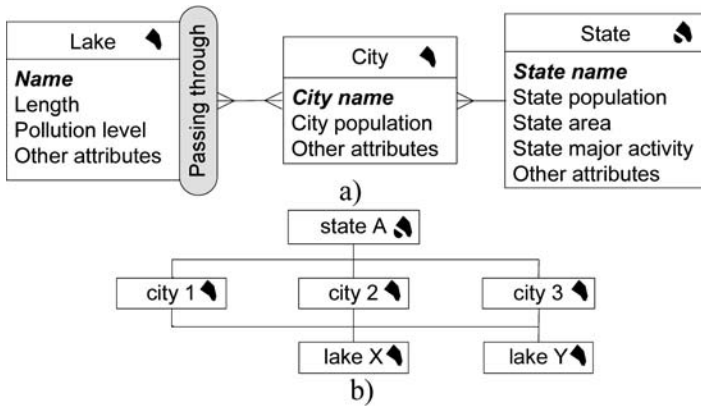 Lake
Name
Length
Pollution level
Other attributes
Passing through
City
City name
City population
Other attributes
State
State name
State population
State area
State major activity
Other attributes
a)
state A
city 1
city 2
city 3
lake X
lake Y
b)